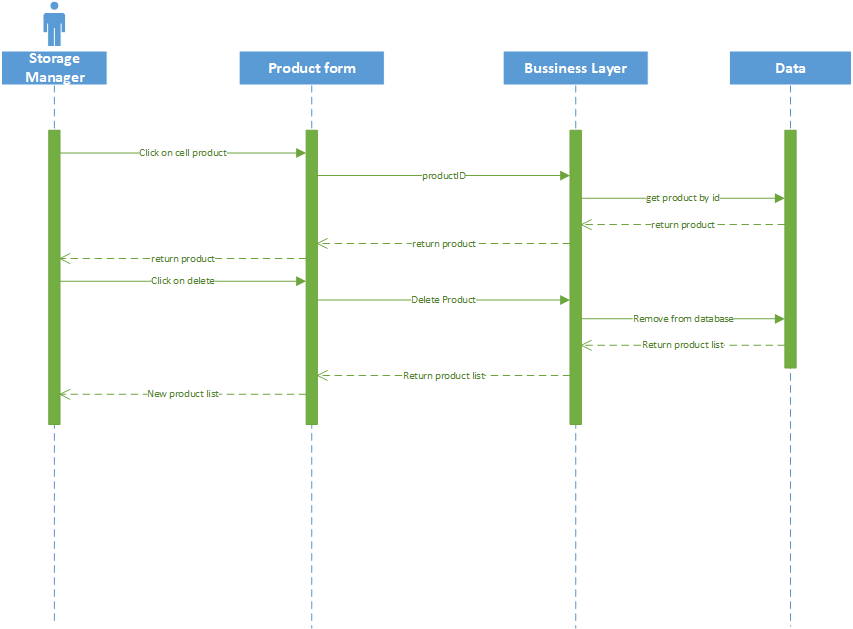 Storage
Manager
Product form
Bussiness Layer
Data
Click on cell product
productID
get product by id
return product
return product
return product
Click on delete
Delete Product
Remove from database
Return product list
Return product list
New product list